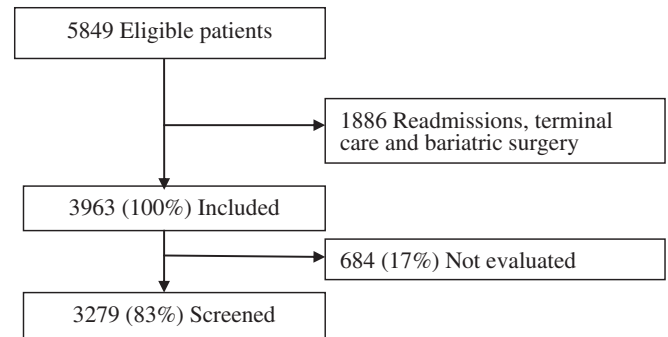 5849 Eligible patients
1886 Readmissions, terminal
care and bariatric surgery
3963 (100%) Included
684 (17%) Not evaluated
3279 (83%) Screened